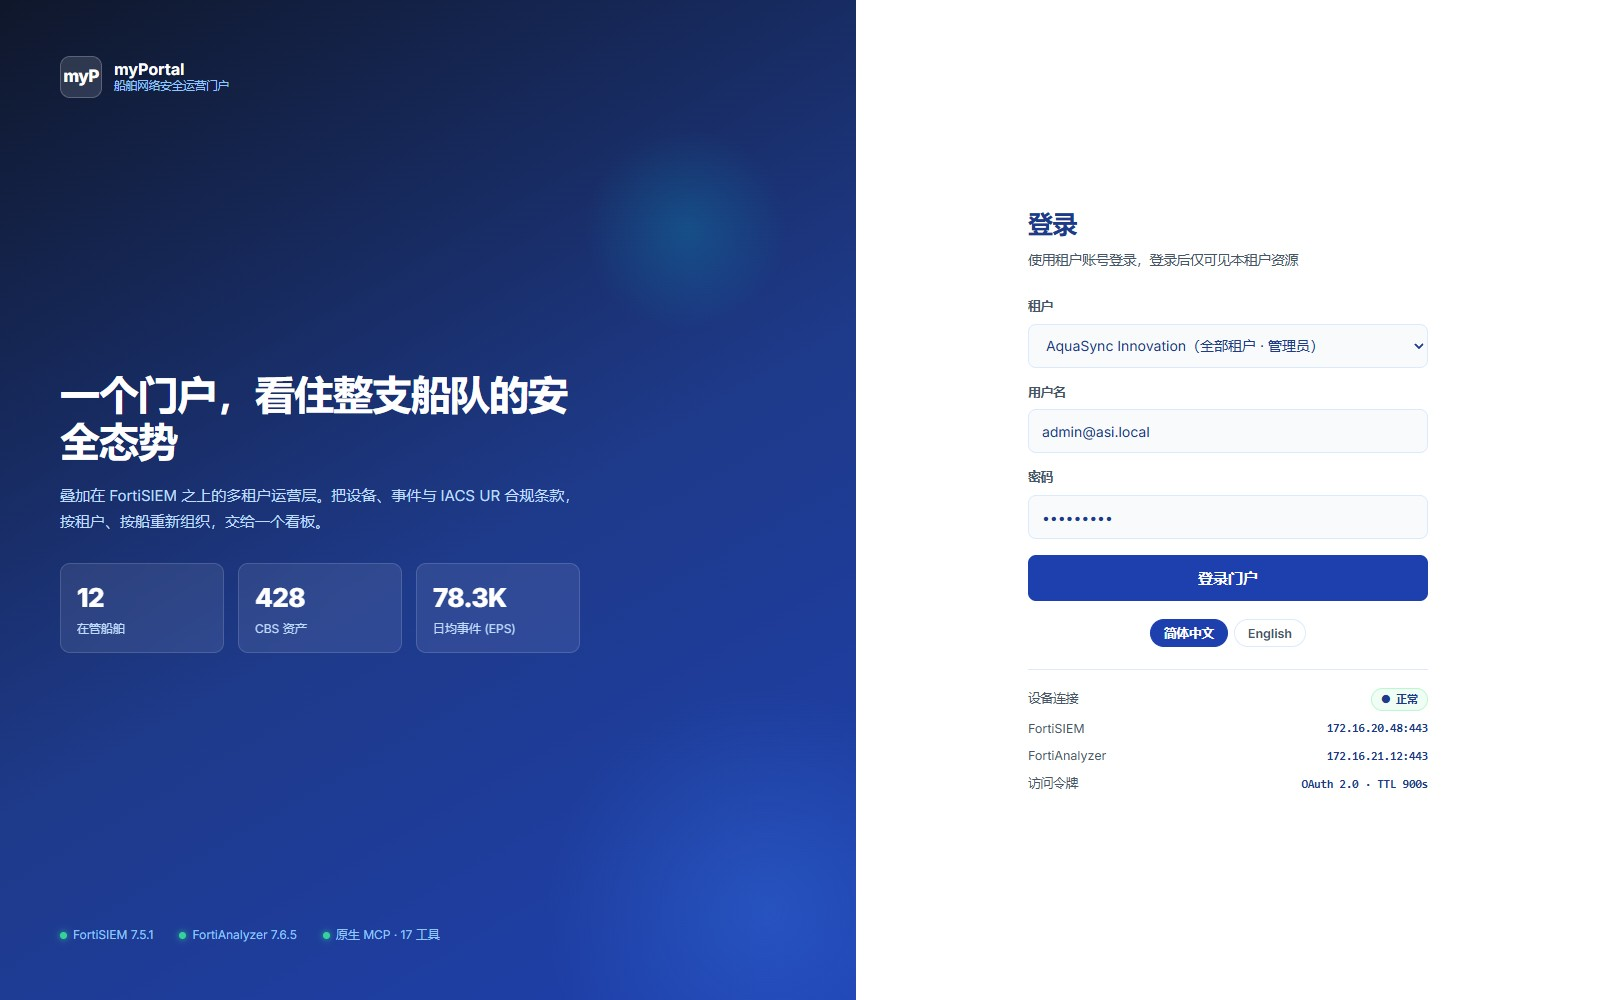 myP
myPortal
船舶网络安全运营门户
一个门户，看住整支船队的安
全态势
叠加在 FortiSIEM 之上的多租户运营层。把设备、事件与 IACS UR 合规条款，
按租户、按船重新组织，交给一个看板。
12
在管船舶
428
CBS 资产
78.3K
日均事件 (EPS)
FortiSIEM 7.5.1
FortiAnalyzer 7.6.5
原生 MCP · 17 工具
登录
使用租户账号登录，登录后仅可见本租户资源
租户
AquaSync Innovation（全部租户 · 管理员）
用户名
admin@asi.local
密码
•••••••••
登录门户
简体中文
English
设备连接
正常
FortiSIEM
172.16.20.48:443
FortiAnalyzer
172.16.21.12:443
访问令牌
OAuth 2.0 · TTL 900s